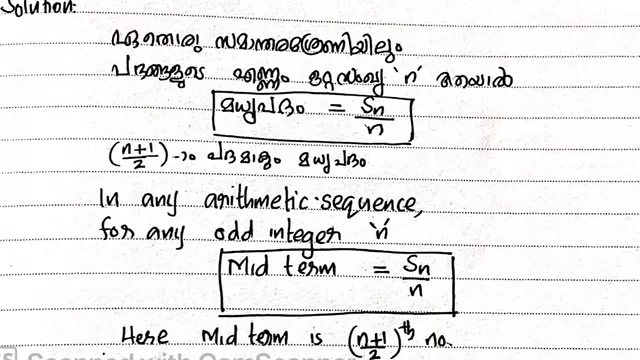 Solution:
ഏതൊരു സമാന്തരശ്രേണിയിലും
പദങ്ങളുടെ എണ്ണം ഒറ്റസംഖ്യ 'n' ആയാൽ
മധ്യപദം = Sn/n
(n+1/2)-ാം പദമാകും മധ്യപദം
In any arithmetic sequence,
for any odd integer 'n'
Mid term = Sn/n
Here Mid term is (n+1/2)th no.